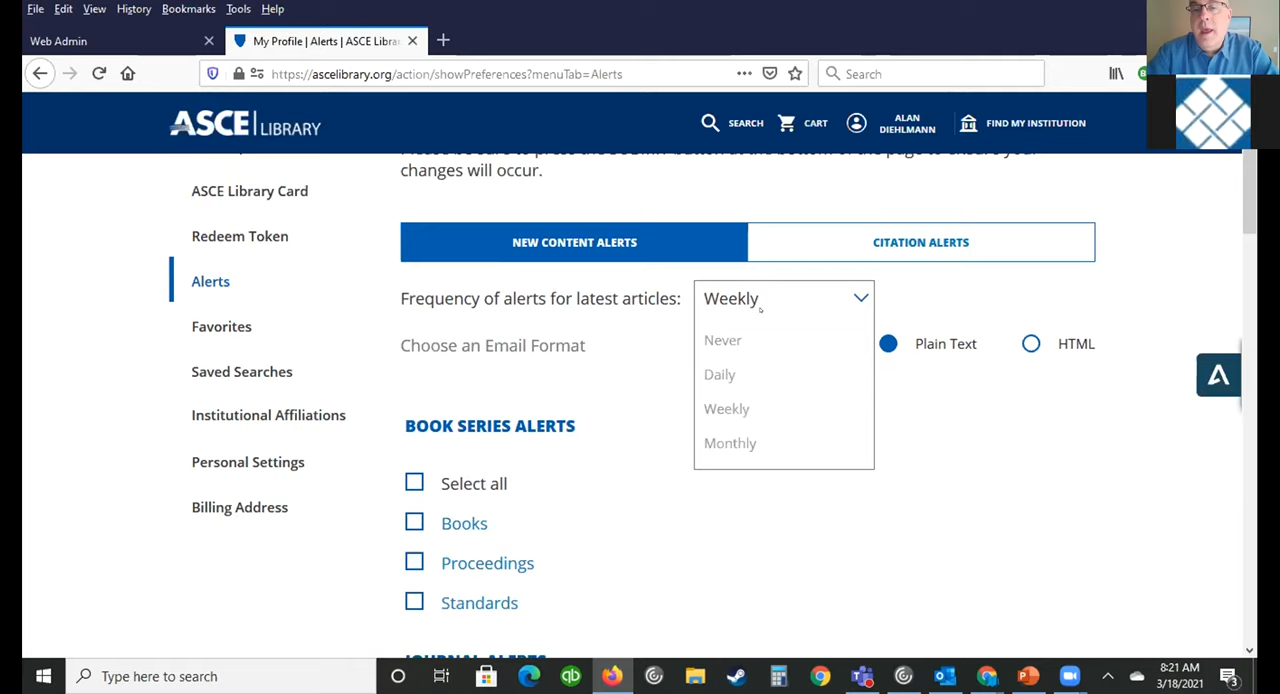 File Edit View History Bookmarks Tools Help
Web Admin
My Profile | Alerts | ASCE Libra
https://ascelibrary.org/action/showPreferences?menuTab=Alerts
Search
ASCE LIBRARY
SEARCH
CART
ALAN DIEHLMANN
FIND MY INSTITUTION
changes will occur.
ASCE Library Card
Redeem Token
Alerts
Favorites
Saved Searches
Institutional Affiliations
Personal Settings
Billing Address
NEW CONTENT ALERTS
CITATION ALERTS
Frequency of alerts for latest articles:
Weekly
Never
Daily
Weekly
Monthly
Choose an Email Format
Plain Text
HTML
BOOK SERIES ALERTS
Select all
Books
Proceedings
Standards
JOURNAL ALERTS
Type here to search
8:21 AM
3/18/2021
3